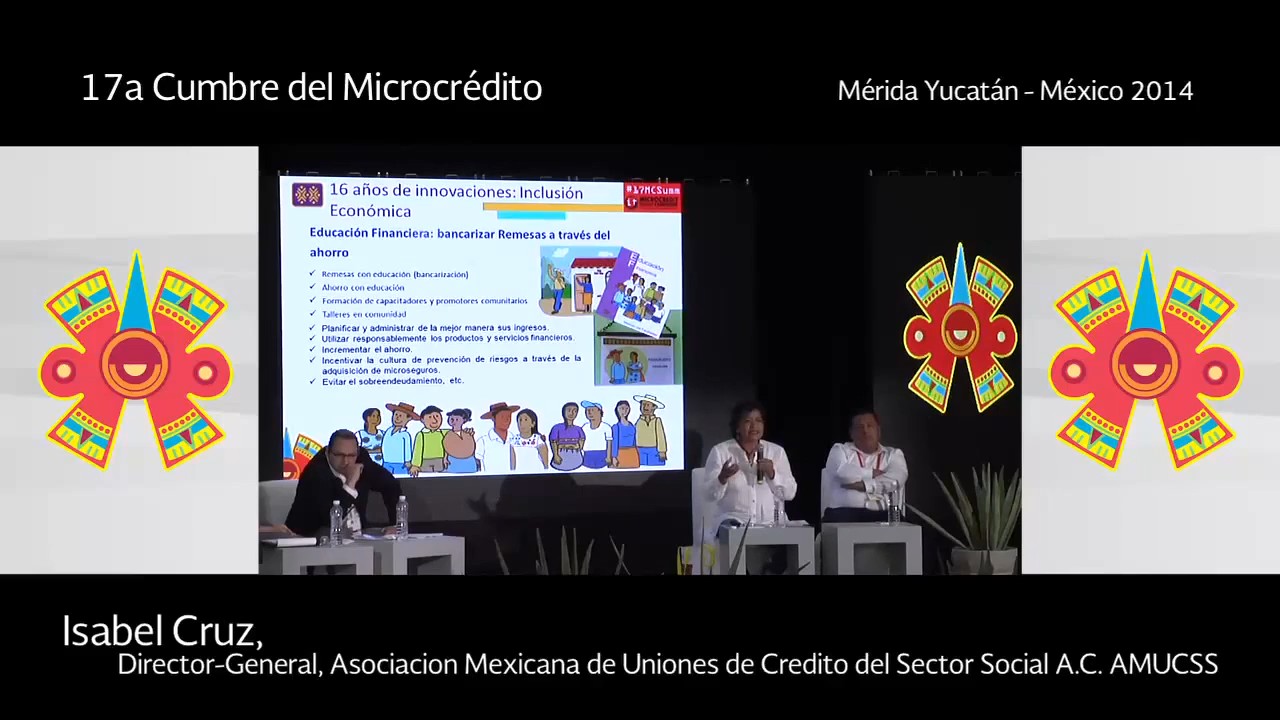 17a Cumbre del Microcrédito
Mérida Yucatán - México 2014
16 años de innovaciones: Inclusión
Económica
#17MCSumm
MICROCREDIT
Educación Financiera: bancarizar Remesas a través del
ahorro
✓ Remesas con educación (bancarización)
✓ Ahorro con educación
✓ Formación de capacitadores y promotores comunitarios
✓ Talleres en comunidad
✓ Planificar y administrar de la mejor manera sus ingresos.
✓ Utilizar responsablemente los productos y servicios financieros.
✓ Incrementar el ahorro.
✓ Incentivar la cultura de prevención de riesgos a través de la
adquisición de microseguros.
✓ Evitar el sobreendeudamiento, etc.
Educación
Isabel Cruz,
Director-General, Asociacion Mexicana de Uniones de Credito del Sector Social A.C. AMUCSS